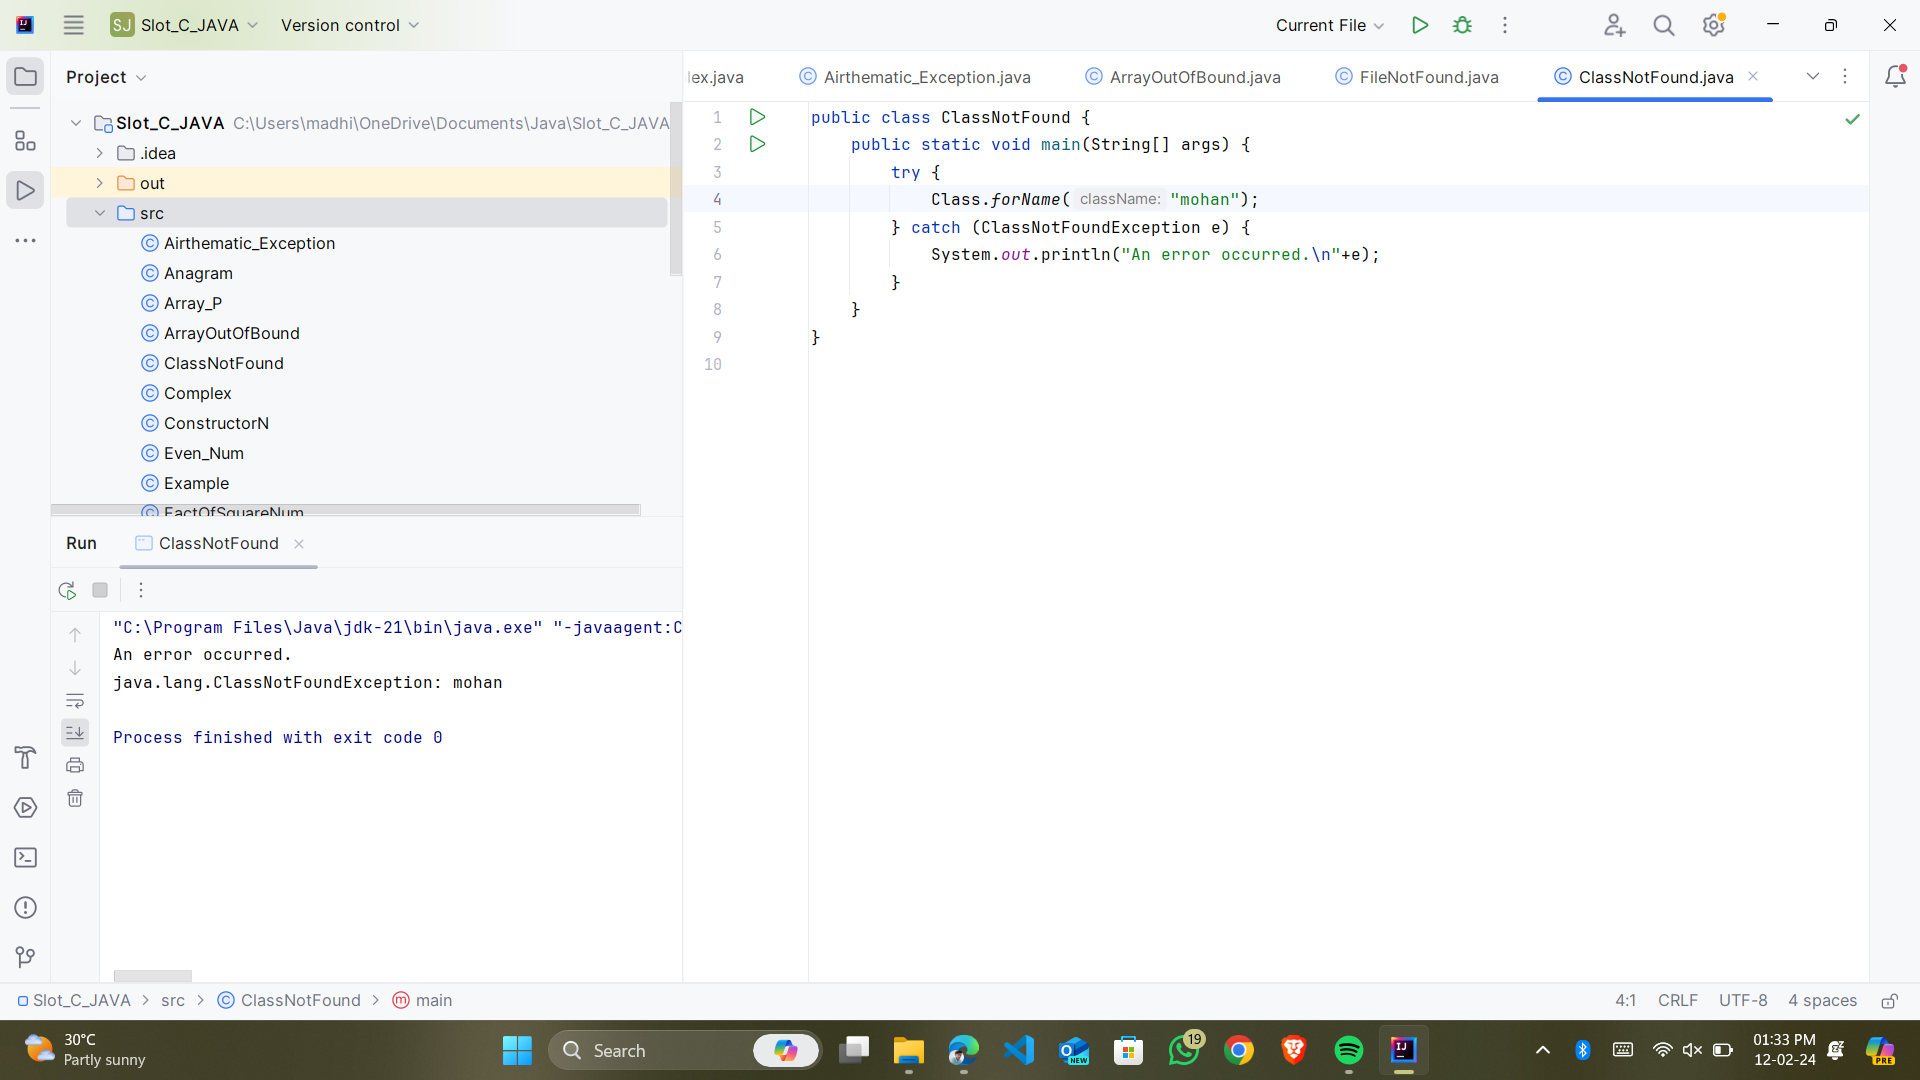 SJ Slot_C_JAVA Version control Current File
Project
lex.java Airthematic_Exception.java ArrayOutOfBound.java FileNotFound.java ClassNotFound.java
Slot_C_JAVA C:\Users\madhi\OneDrive\Documents\Java\Slot_C_JAVA
.idea
out
src
Airthematic_Exception
Anagram
Array_P
ArrayOutOfBound
ClassNotFound
Complex
ConstructorN
Even_Num
Example
FactOfSquareNum
1 public class ClassNotFound {
2 public static void main(String[] args) {
3 try {
4 Class.forName( className: "mohan");
5 } catch (ClassNotFoundException e) {
6 System.out.println("An error occurred.\n"+e);
7 }
8 }
9 }
10
Run ClassNotFound
"C:\Program Files\Java\jdk-21\bin\java.exe" "-javaagent:C
An error occurred.
java.lang.ClassNotFoundException: mohan
Process finished with exit code 0
Slot_C_JAVA > src > ClassNotFound > main
4:1 CRLF UTF-8 4 spaces
30°C
Partly sunny
Search
NEW
19
01:33 PM
12-02-24
PRE